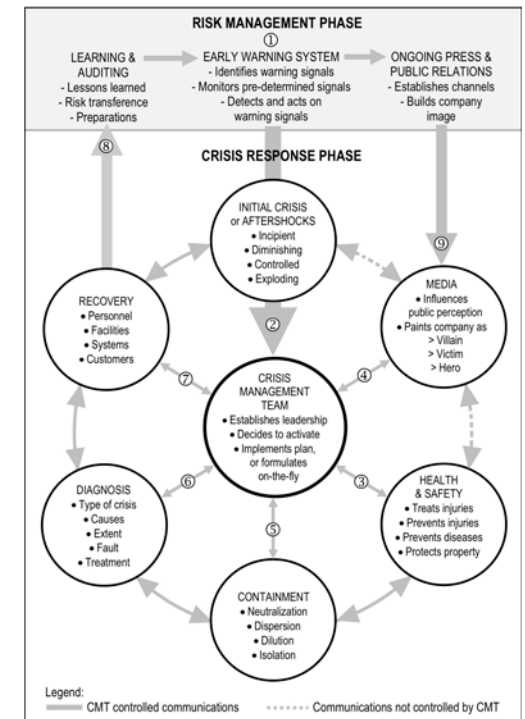 RISK MANAGEMENT PHASE
①
LEARNING &
AUDITING
- Lessons learned
- Risk transference
- Preparations
EARLY WARNING SYSTEM
- Identifies warning signals
- Monitors pre-determined signals
- Detects and acts on
warning signals
ONGOING PRESS &
PUBLIC RELATIONS
- Establishes channels
- Builds company
image
CRISIS RESPONSE PHASE
⑧
⑨
INITIAL CRISIS
or AFTERSHOCKS
• Incipient
• Diminishing
• Controlled
• Exploding
RECOVERY
• Personnel
• Facilities
• Systems
• Customers
MEDIA
• Influences
public perception
• Paints company as
> Villain
> Victim
> Hero
②
⑦
④
CRISIS
MANAGEMENT
TEAM
• Establishes leadership
• Decides to activate
• Implements plan,
or formulates
on-the-fly
⑥
③
⑤
DIAGNOSIS
• Type of crisis
• Causes
• Extent
• Fault
• Treatment
HEALTH
& SAFETY
• Treats injuries
• Prevents injuries
• Prevents diseases
• Protects property
CONTAINMENT
• Neutralization
• Dispersion
• Dilution
• Isolation
Legend:
CMT controlled communications
Communications not controlled by CMT